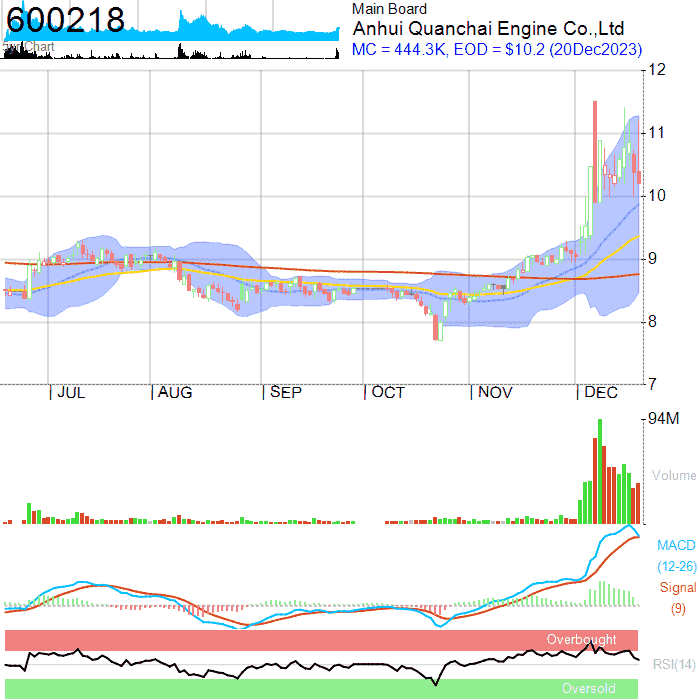 600218
Main Board
Anhui Quanchai Engine Co.,Ltd
MC = 444.3K, EOD = $10.2 (20Dec2023)
Chart
12
11
10
9
8
7
JUL AUG SEP OCT NOV DEC
94M
Volume
MACD
(12-26)
Signal
(9)
Overbought
RSI(14)
Oversold